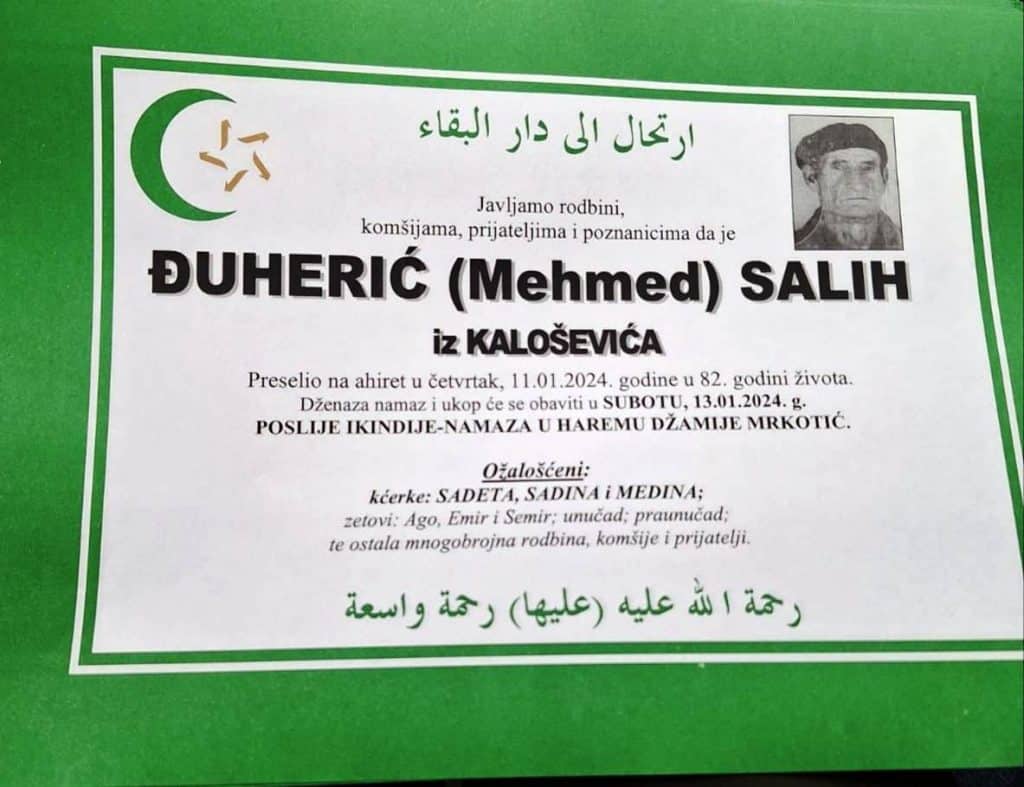 ارتحال الى دار البقاء
Javljamo rodbini,
komšijama, prijateljima i poznanicima da je
ĐUHERIĆ (Mehmed) SALIH
iz KALOŠEVIĆA
Preselio na ahiret u četvrtak, 11.01.2024. godine u 82. godini života.
Dženaza namaz i ukop će se obaviti u SUBOTU, 13.01.2024. g.
POSLIJE IKINDIJE-NAMAZA U HAREMU DŽAMIJE MRKOTIĆ.
Ožalošćeni:
kćerke: SADETA, SADINA i MEDINA;
zetovi: Ago, Emir i Semir; unučad; praunučad;
te ostala mnogobrojna rodbina, komšije i prijatelji.
رحمة الله عليه (عليها) رحمة واسعة